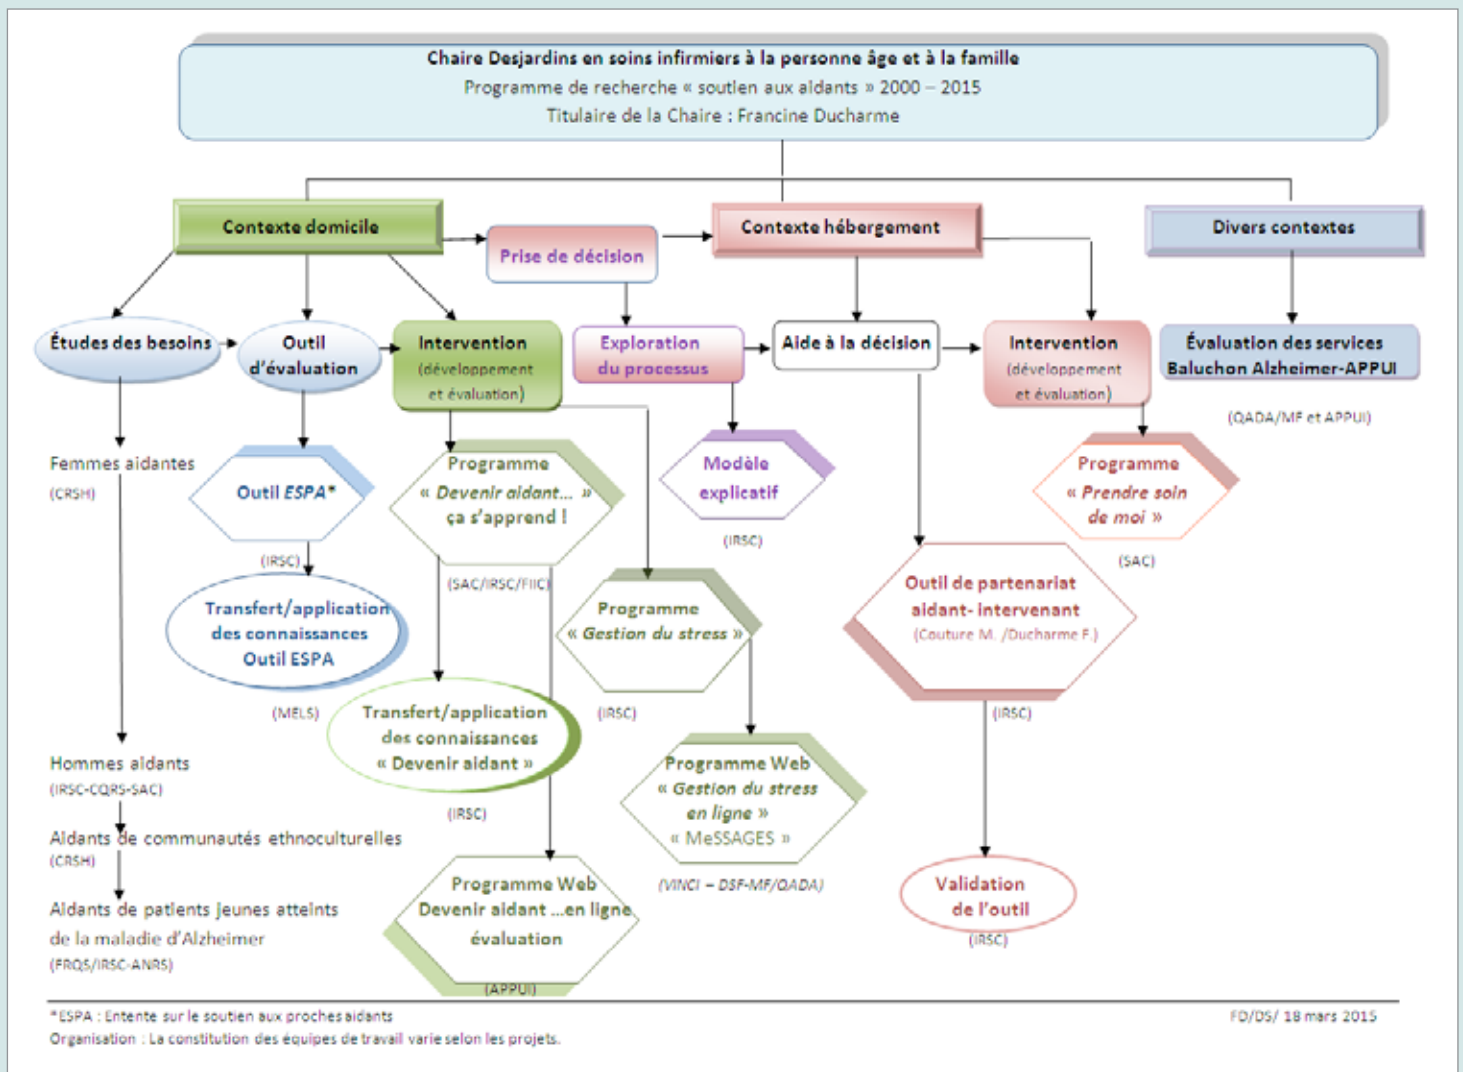 Chaire Desjardins en soins infirmiers à la personne âge et à la famille
Programme de recherche « soutien aux aidants » 2000 – 2015
Titulaire de la Chaire : Francine Ducharme
Contexte domicile
Prise de décision
Contexte hébergement
Divers contextes
Études des besoins
Outil
d'évaluation
Intervention
(développement
et évaluation)
Exploration
du processus
Aide à la décision
Intervention
(développement
et évaluation)
Évaluation des services
Baluchon Alzheimer-APPUI
(QADA/MF et APPUI)
Femmes aidantes
(CRSH)
Outil ESPA*
(IRSC)
Programme
« Devenir aidant... »
ça s'apprend !
(SAC/IRSC/FIIC)
Modèle
explicatif
(IRSC)
Programme
« Prendre soin
de moi »
(SAC)
Transfert/application
des connaissances
Outil ESPA
(MELS)
Programme
« Gestion du stress »
(IRSC)
Outil de partenariat
aidant- intervenant
(Couture M. /Ducharme F.)
(IRSC)
Transfert/application
des connaissances
« Devenir aidant »
(IRSC)
Hommes aidants
(IRSC-CQRS-SAC)
Aidants de communautés ethnoculturelles
(CRSH)
Aidants de patients jeunes atteints
de la maladie d'Alzheimer
(FRQS/IRSC-ANRS)
Programme Web
« Gestion du stress
en ligne »
« MeSSAGES »
(VINCI – DSF-MF/QADA)
Programme Web
Devenir aidant ...en ligne
évaluation
(APPUI)
Validation
de l'outil
(IRSC)
*ESPA : Entente sur le soutien aux proches aidants
FD/DS/ 18 mars 2015
Organisation : La constitution des équipes de travail varie selon les projets.